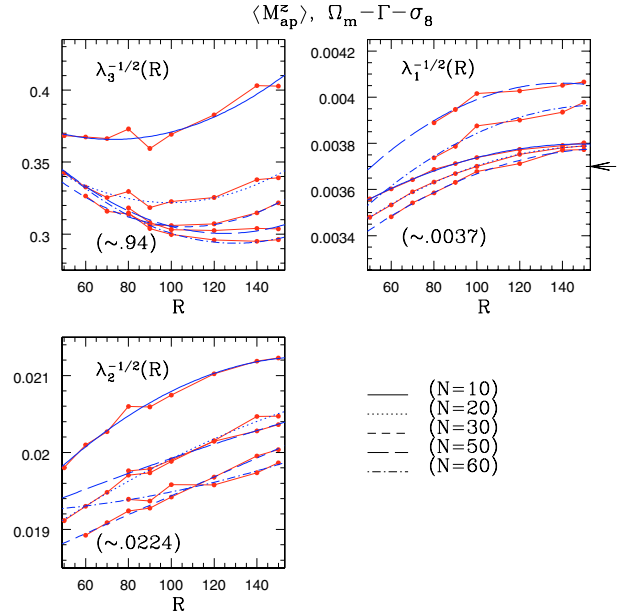 ⟨M_ap^z⟩, Ω_m−Γ−σ_8
λ_3^{-1/2}(R)
0.4
0.35
0.3
(~.94)
60 80 100 120 140
R
λ_1^{-1/2}(R)
0.0042
0.004
0.0038
0.0036
0.0034
(~.0037)
60 80 100 120 140
R
λ_2^{-1/2}(R)
0.021
0.02
0.019
(~.0224)
60 80 100 120 140
R
(N=10)
(N=20)
(N=30)
(N=50)
(N=60)